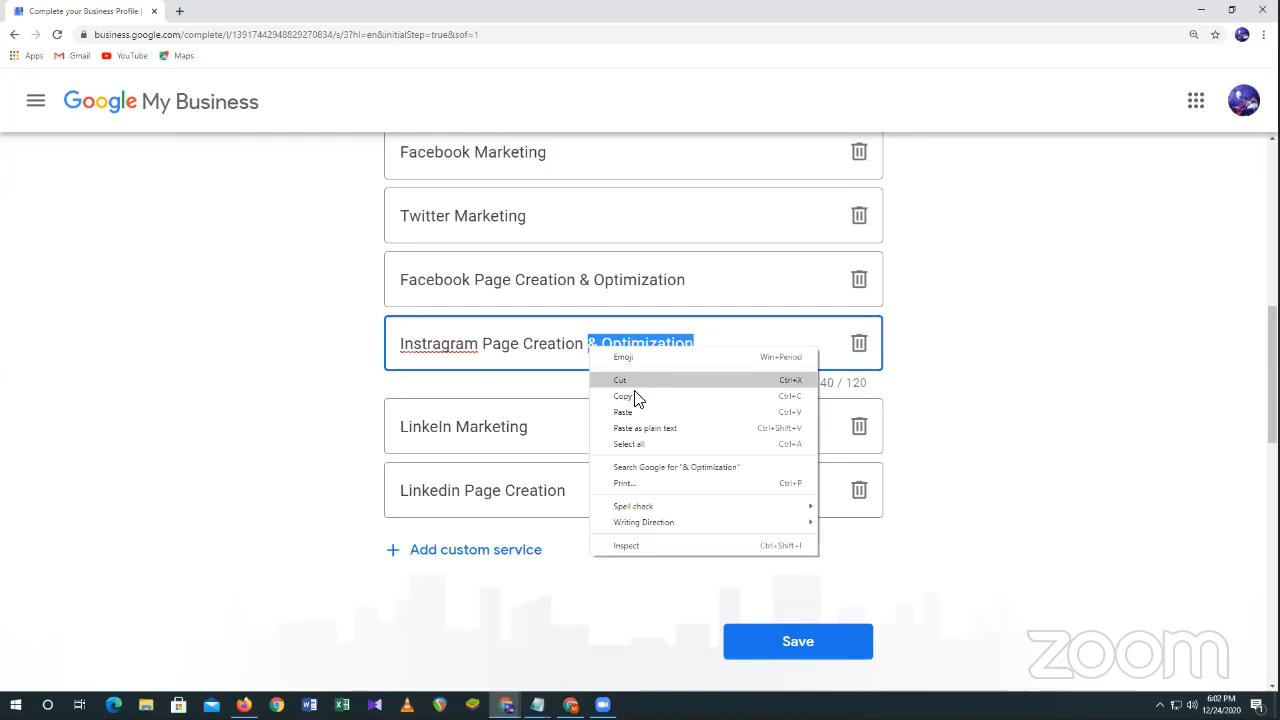 Complete your Business Profile |
business.google.com/complete/l/13917442948829270834/s/3?hl=en&initialStep=true&sof=1
Apps Gmail YouTube Maps
Google My Business
Facebook Marketing
Twitter Marketing
Facebook Page Creation & Optimization
Instragram Page Creation & Optimization
Emoji Win+Period
Cut Ctrl+X
40 / 120
Copy Ctrl+C
Paste Ctrl+V
LinkeIn Marketing
Paste as plain text Ctrl+Shift+V
Select all Ctrl+A
Search Google for "& Optimization"
Print... Ctrl+P
Linkedin Page Creation
Spell check
Writing Direction
Inspect Ctrl+Shift+I
+ Add custom service
Save
zoom
6:02 PM
12/24/2020